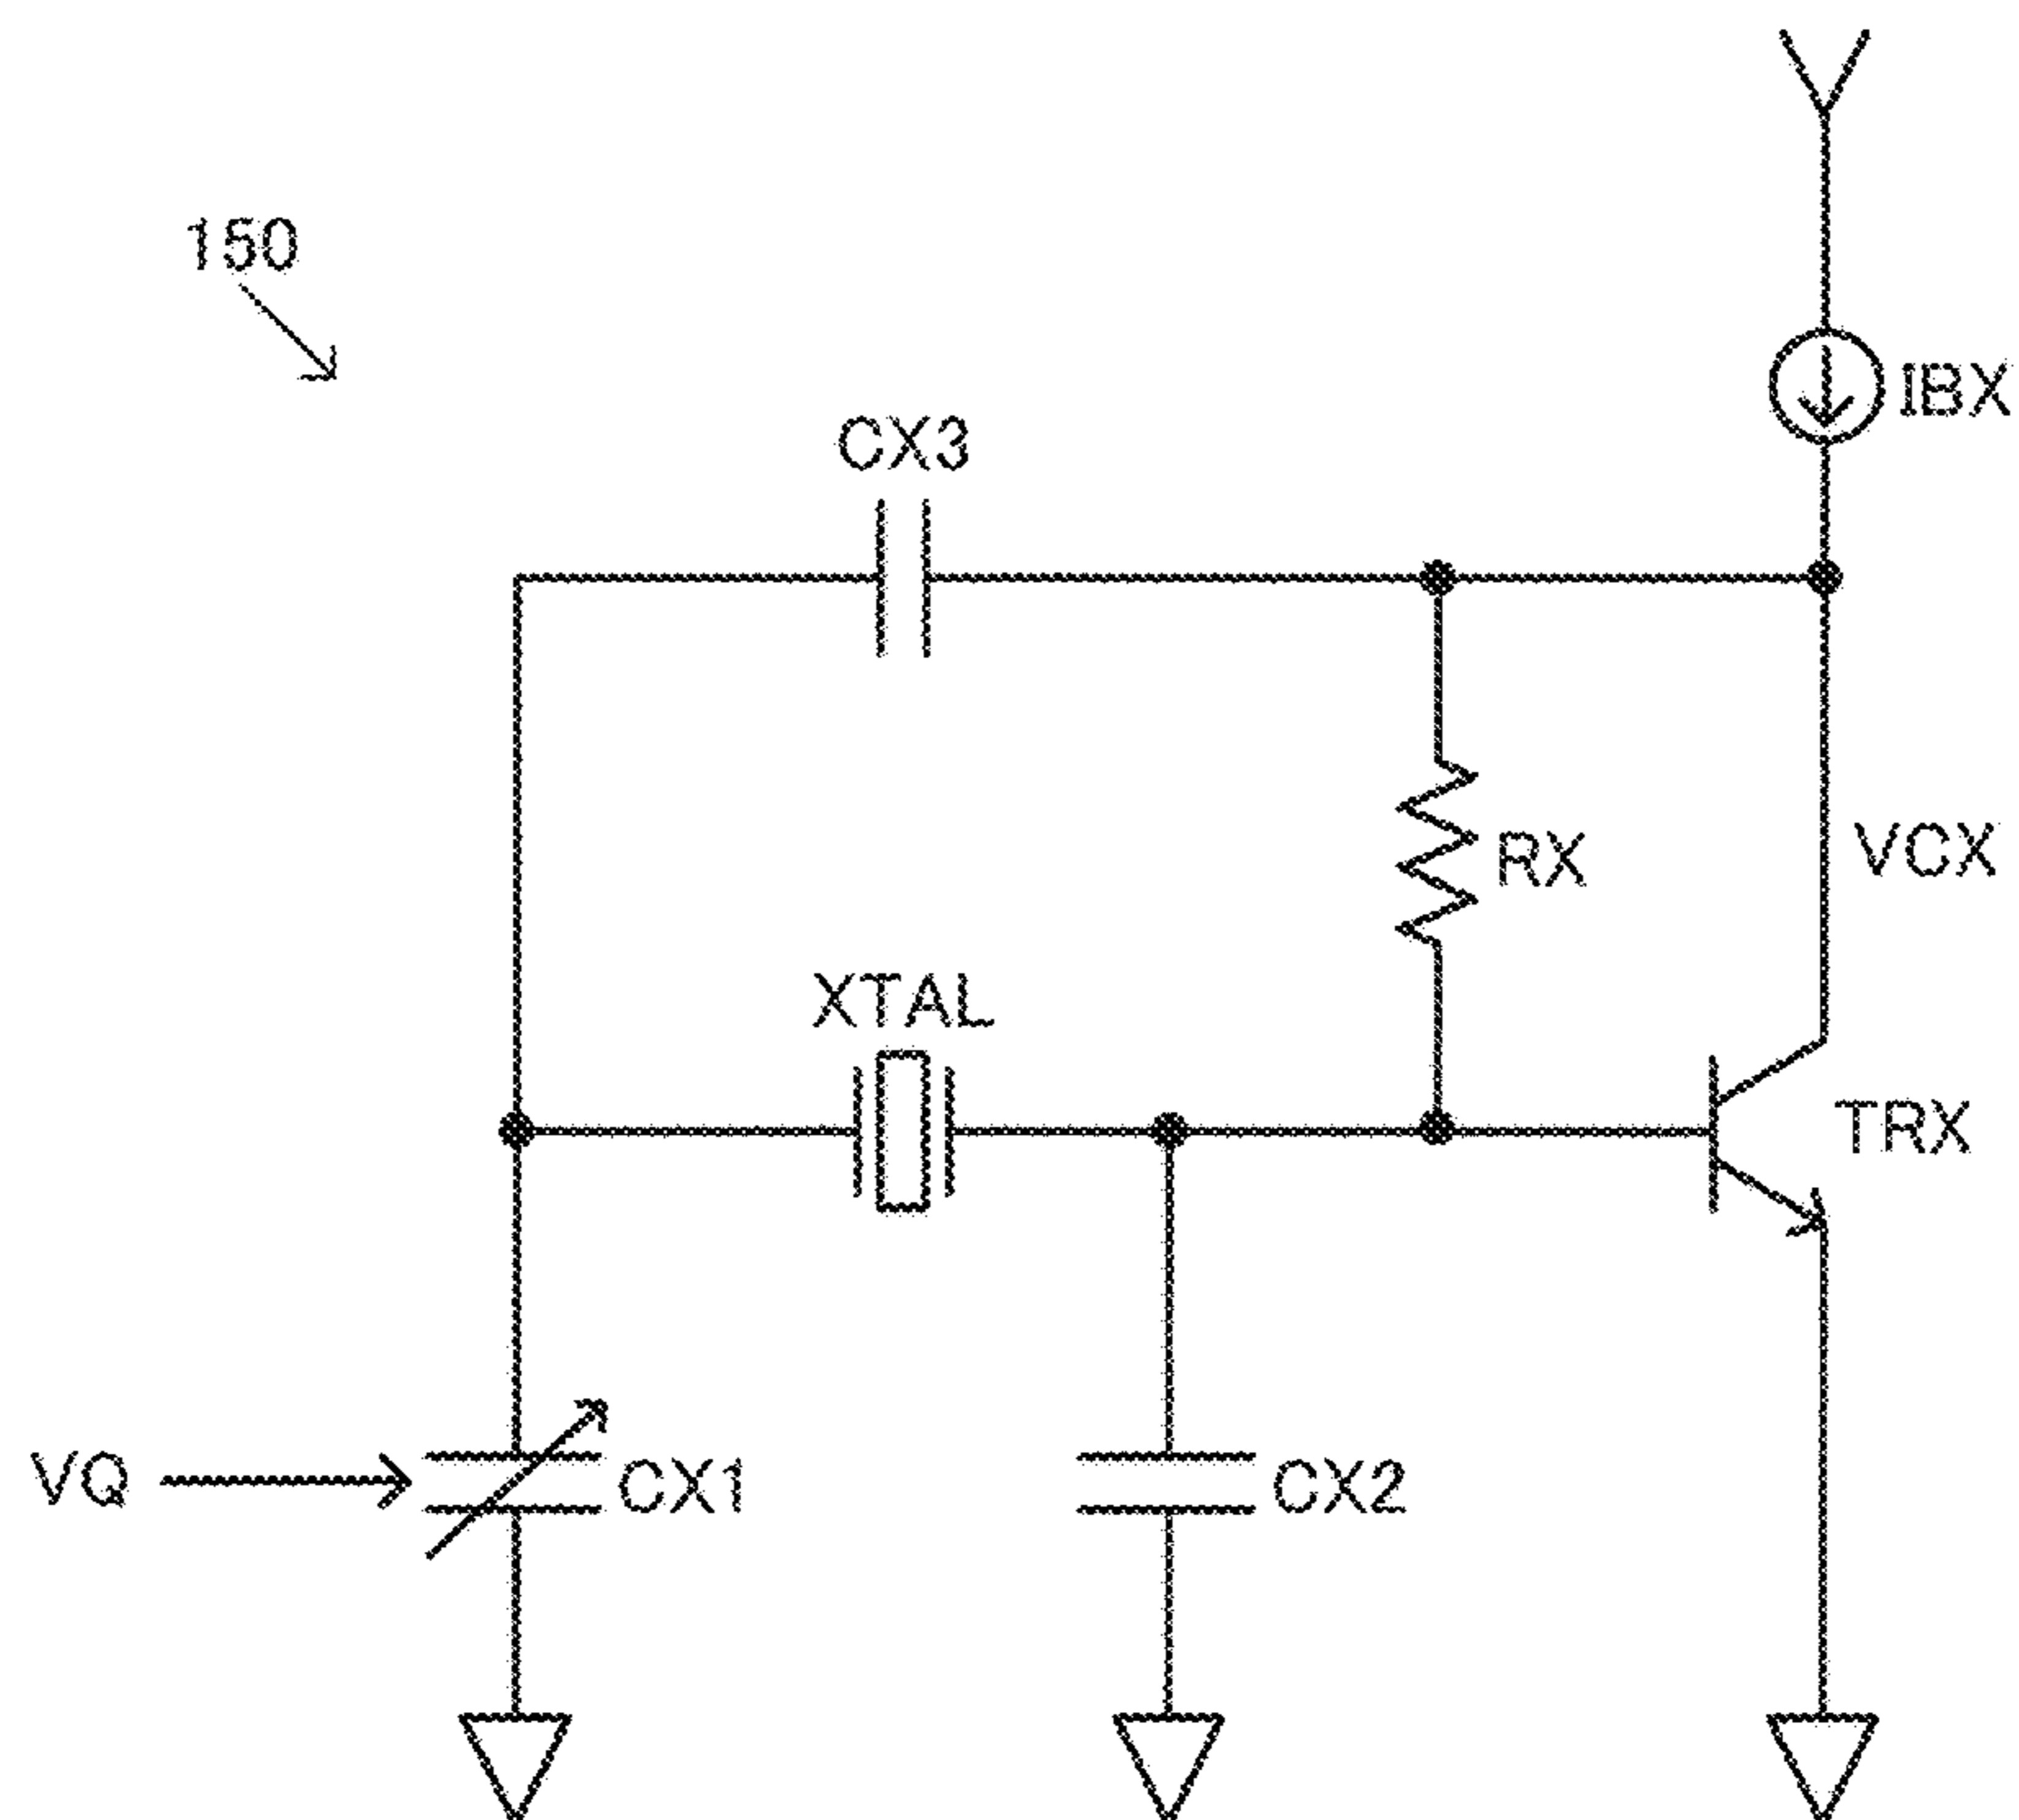 150
IBX
CX3
RX
VCX
XTAL
TRX
VQ
CX1
CX2